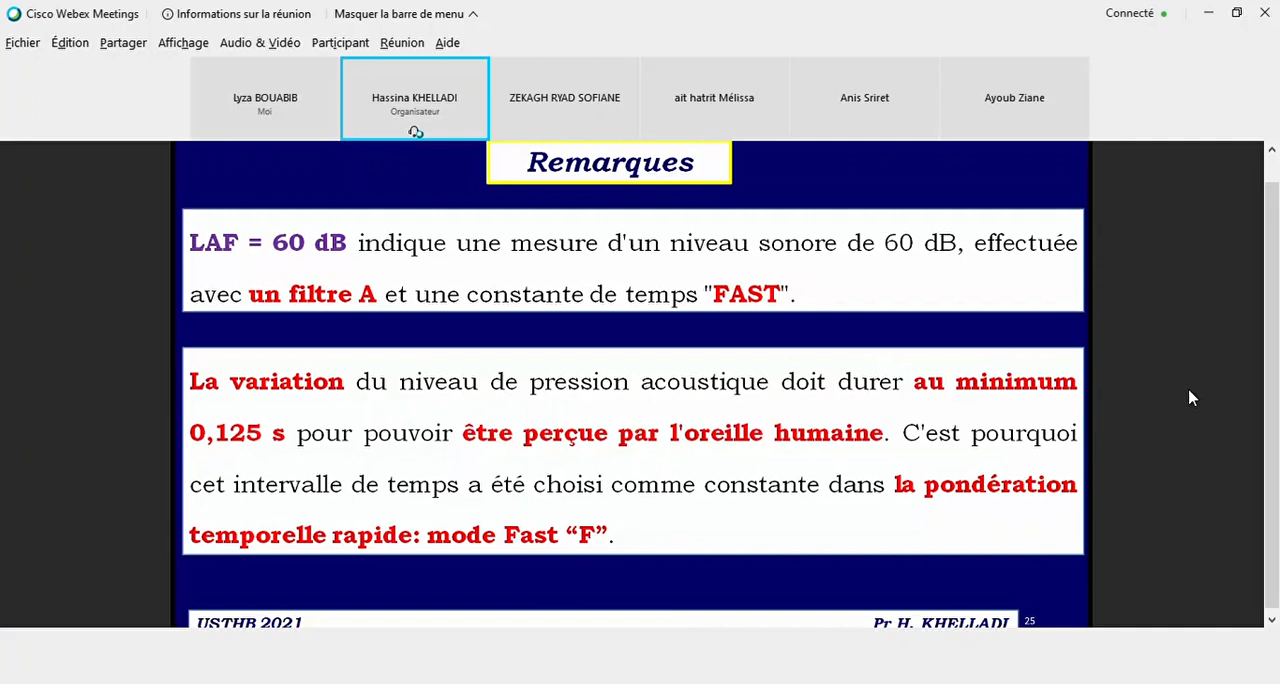 Cisco Webex Meetings
Informations sur la réunion
Masquer la barre de menu
Connecté
Fichier Édition Partager Affichage Audio & Vidéo Participant Réunion Aide
Lyza BOUABIB
Moi
Hassina KHELLADI
Organisateur
ZEKAGH RYAD SOFIANE
ait hatrit Mélissa
Anis Sriret
Ayoub Ziane
Remarques
LAF = 60 dB indique une mesure d'un niveau sonore de 60 dB, effectuée
avec un filtre A et une constante de temps "FAST".
La variation du niveau de pression acoustique doit durer au minimum
0,125 s pour pouvoir être perçue par l'oreille humaine. C'est pourquoi
cet intervalle de temps a été choisi comme constante dans la pondération
temporelle rapide: mode Fast “F”.
USTHB 2021
Pr H. KHELLADI
25